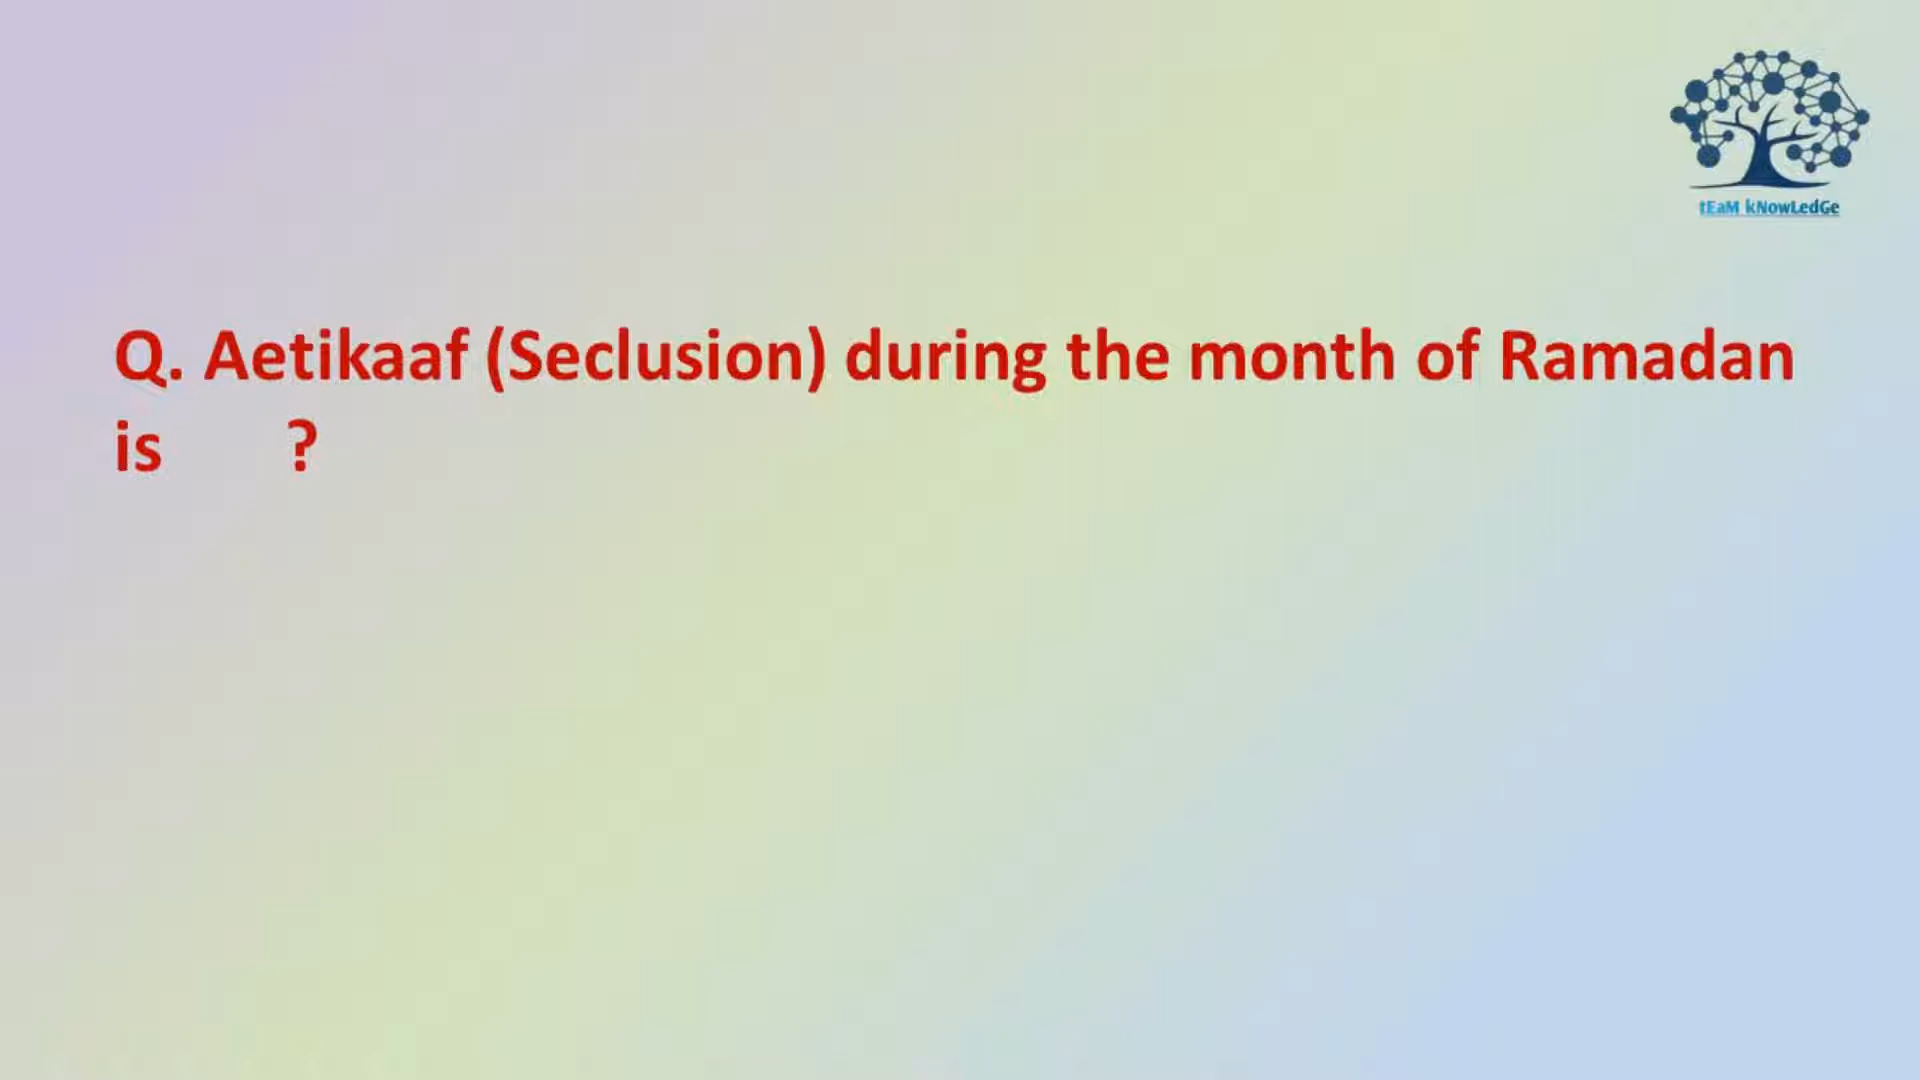 tEaM kNowLedGe
Q. Aetikaaf (Seclusion) during the month of Ramadan
is ?